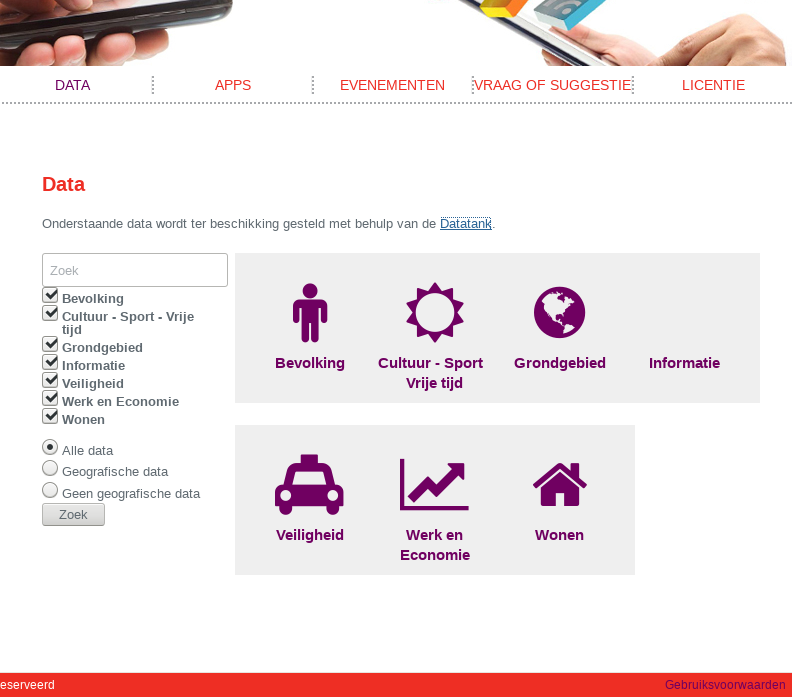 DATA
APPS
EVENEMENTEN
VRAAG OF SUGGESTIE
LICENTIE
Data
Onderstaande data wordt ter beschikking gesteld met behulp van de Datatank.
Zoek
Bevolking
Cultuur - Sport - Vrije
tijd
Grondgebied
Informatie
Veiligheid
Werk en Economie
Wonen
Alle data
Geografische data
Geen geografische data
Zoek
Bevolking
Cultuur - Sport
Vrije tijd
Grondgebied
Informatie
Veiligheid
Werk en
Economie
Wonen
eserveerd
Gebruiksvoorwaarden